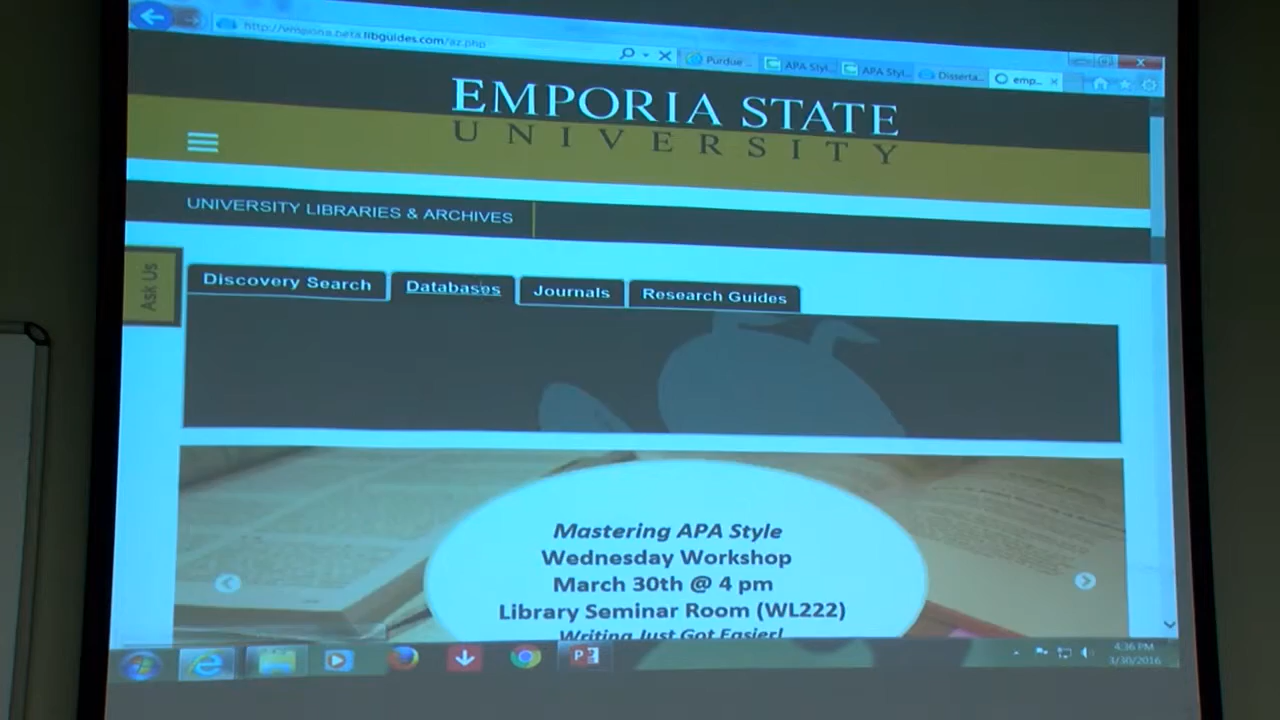 http://emporia.beta.libguides.com/az.php
Purdue ...
APA Styl...
APA Styl...
Disserta...
emp...
EMPORIA STATE
UNIVERSITY
UNIVERSITY LIBRARIES & ARCHIVES
Ask Us
Discovery Search
Databases
Journals
Research Guides
Mastering APA Style
Wednesday Workshop
March 30th @ 4 pm
Library Seminar Room (WL222)
Writing Just Got Easier!
4:36 PM
3/30/2016